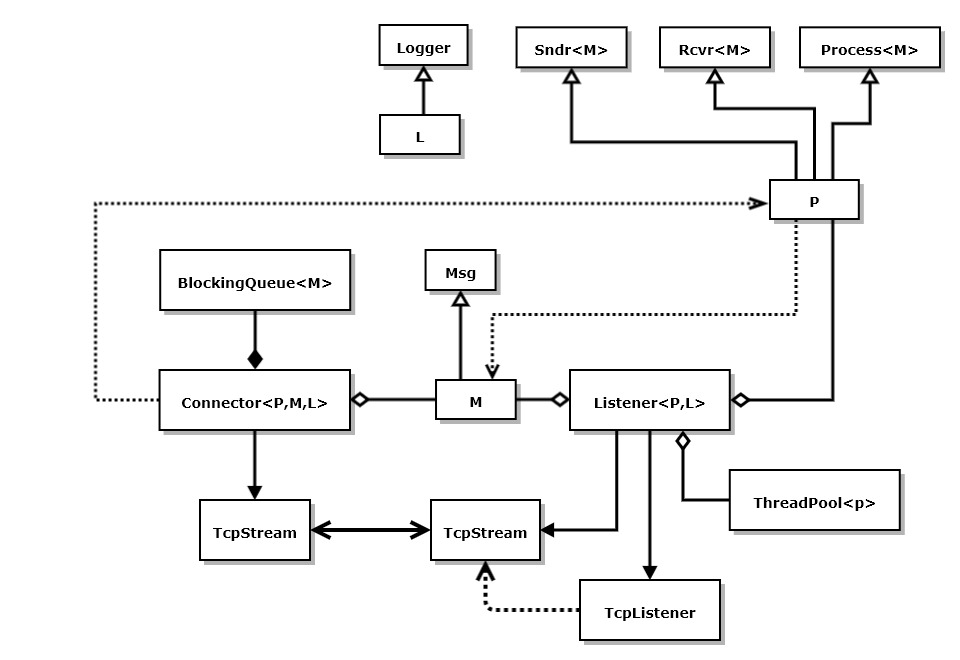 Logger
Sndr<M>
Rcvr<M>
Process<M>
L
P
BlockingQueue<M>
Msg
Connector<P,M,L>
M
Listener<P,L>
ThreadPool<p>
TcpStream
TcpStream
TcpListener